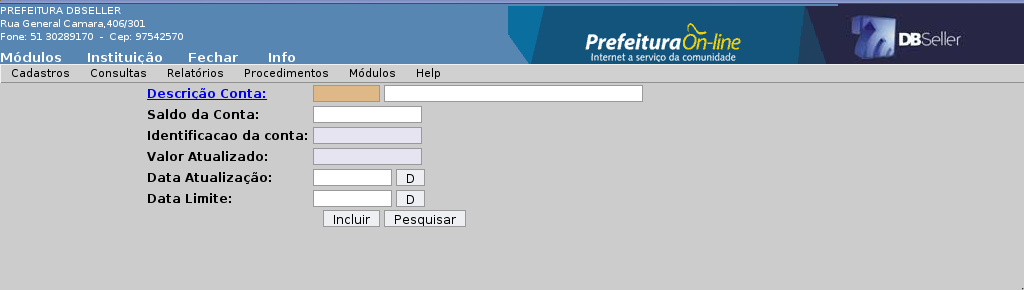 PREFEITURA DBSELLER
Rua General Camara,406/301
Fone: 51 30289170 - Cep: 97542570
Prefeitura On-line
Internet a serviço da comunidade
DBSeller
Módulos Instituição Fechar Info
Cadastros Consultas Relatórios Procedimentos Módulos Help
Descrição Conta:
Saldo da Conta:
Identificacao da conta:
Valor Atualizado:
Data Atualização: D
Data Limite: D
Incluir Pesquisar